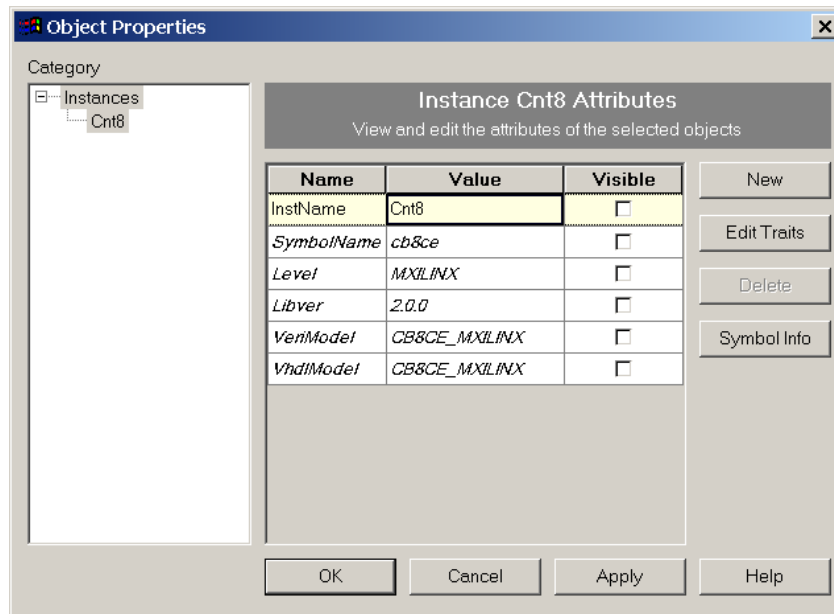 Object Properties
Category
Instances
Cnt8
Instance Cnt8 Attributes
View and edit the attributes of the selected objects
Name Value Visible
InstName Cnt8
SymbolName cb8ce
Level MXILINX
Libver 2.0.0
VeriModel CB8CE_MXILINX
VhdlModel CB8CE_MXILINX
New
Edit Traits
Delete
Symbol Info
OK Cancel Apply Help